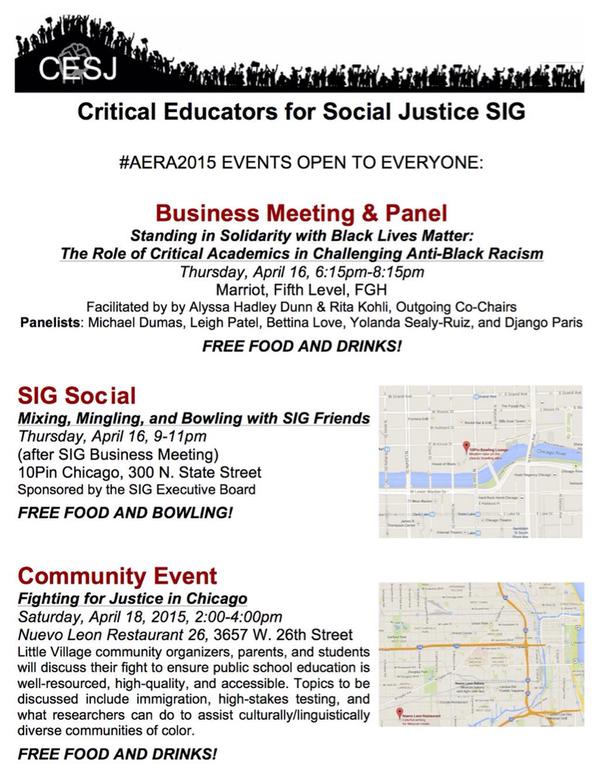 CESJ
Critical Educators for Social Justice SIG
#AERA2015 EVENTS OPEN TO EVERYONE:
Business Meeting & Panel
Standing in Solidarity with Black Lives Matter:
The Role of Critical Academics in Challenging Anti-Black Racism
Thursday, April 16, 6:15pm-8:15pm
Marriot, Fifth Level, FGH
Facilitated by by Alyssa Hadley Dunn & Rita Kohli, Outgoing Co-Chairs
Panelists: Michael Dumas, Leigh Patel, Bettina Love, Yolanda Sealy-Ruiz, and Django Paris
FREE FOOD AND DRINKS!
SIG Social
Mixing, Mingling, and Bowling with SIG Friends
Thursday, April 16, 9-11pm
(after SIG Business Meeting)
10Pin Chicago, 300 N. State Street
Sponsored by the SIG Executive Board
FREE FOOD AND BOWLING!
10Pin Bowling Lounge
Chicago River
Community Event
Fighting for Justice in Chicago
Saturday, April 18, 2015, 2:00-4:00pm
Nuevo Leon Restaurant 26, 3657 W. 26th Street
Little Village community organizers, parents, and students
will discuss their fight to ensure public school education is
well-resourced, high-quality, and accessible. Topics to be
discussed include immigration, high-stakes testing, and
what researchers can do to assist culturally/linguistically
diverse communities of color.
FREE FOOD AND DRINKS!
Nuevo Leon Restaurant